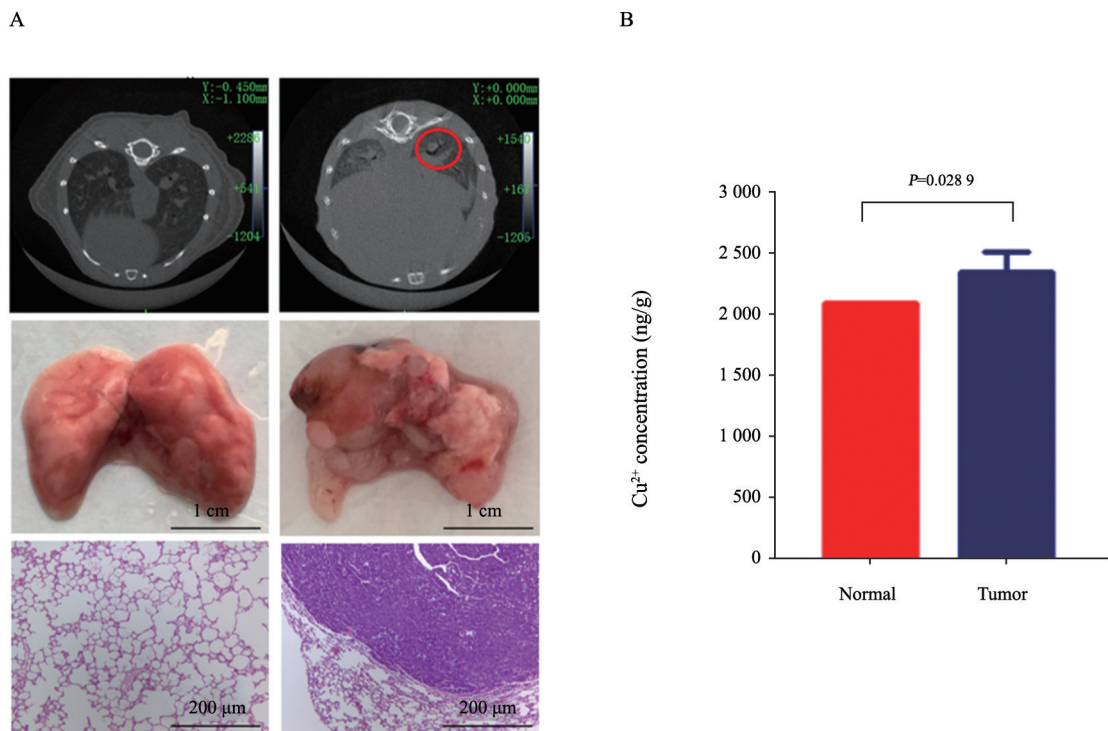 A
Y:-0.450mm
X:-1.100mm
+2286
+541
-1204
Y:+0.000mm
X:+0.000mm
+1540
+167
-1205
1 cm
1 cm
200 μm
200 μm
B
P=0.028 9
Cu²⁺ concentration (ng/g)
3 000
2 500
2 000
1 500
1 000
500
0
Normal
Tumor